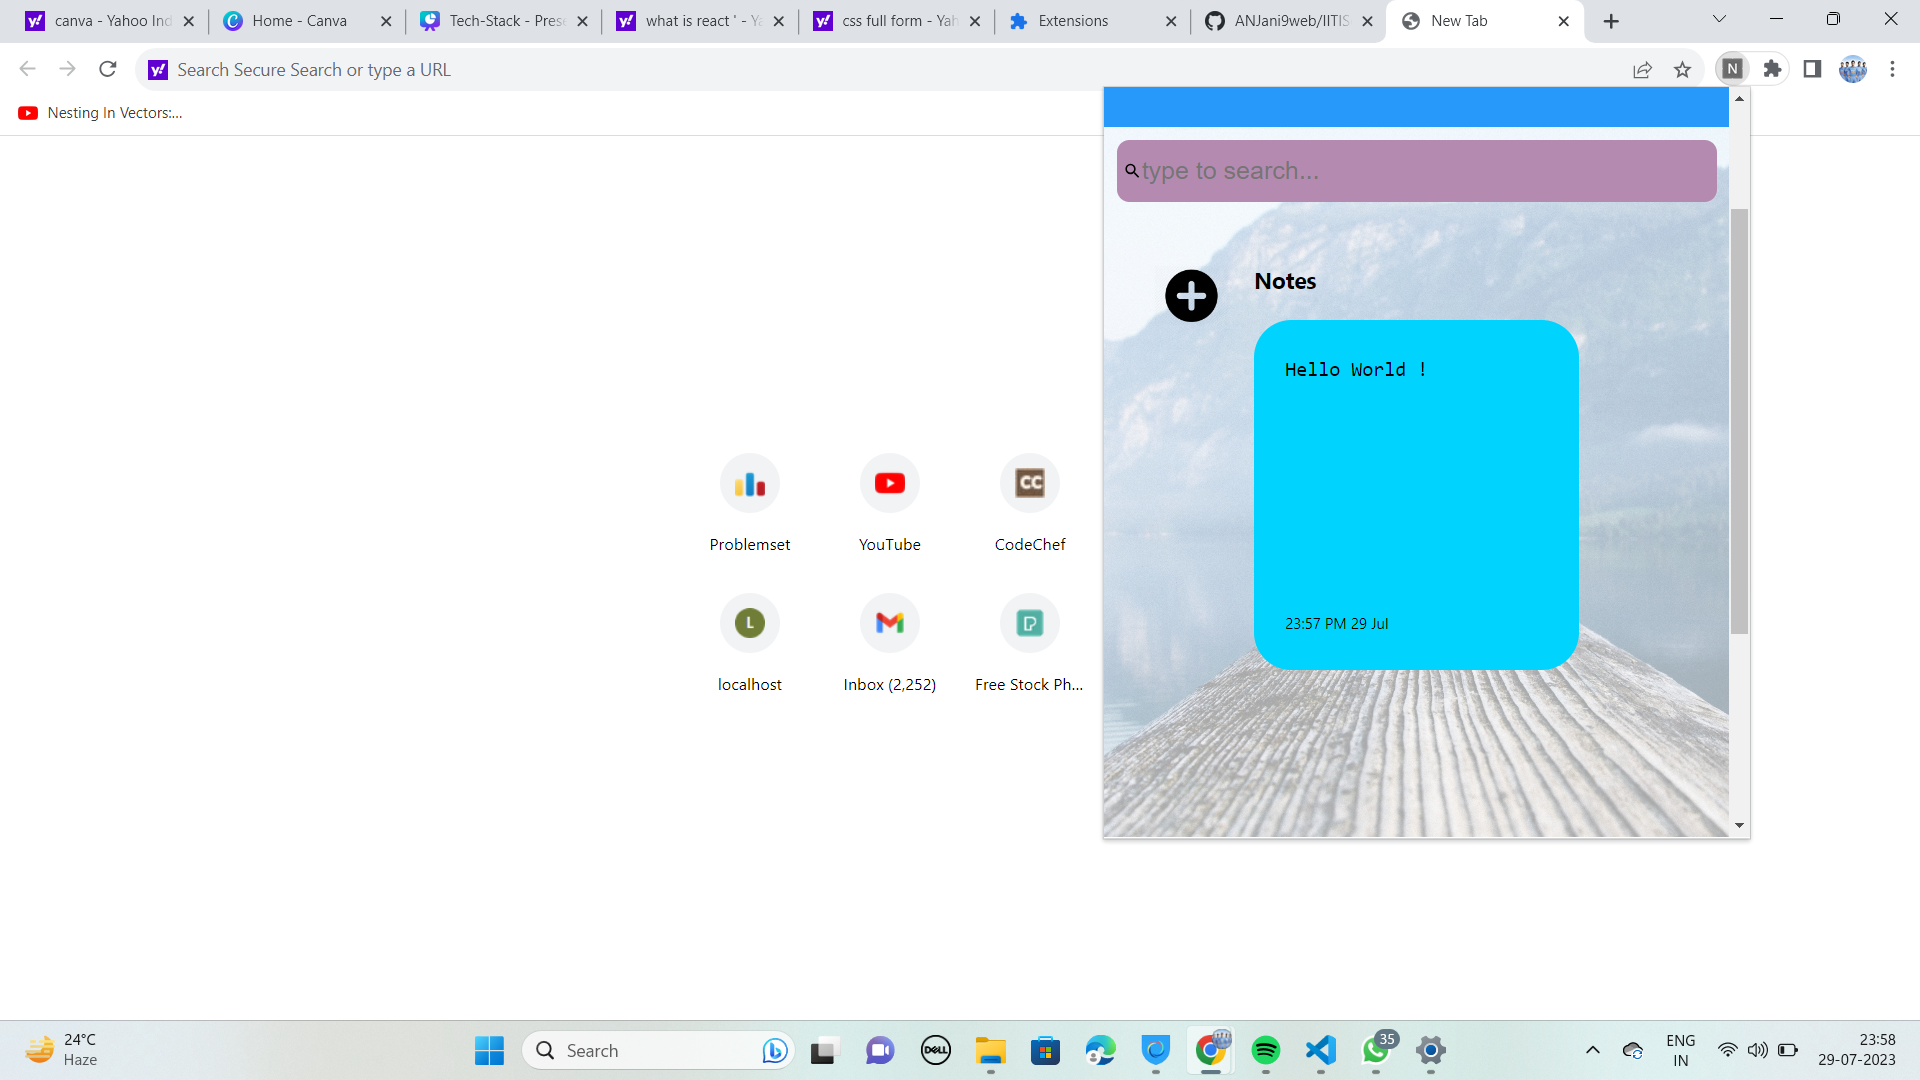 canva - Yahoo Ind
Home - Canva
Tech-Stack - Prese
what is react ' - Ya
css full form - Yah
Extensions
ANJani9web/IITIS
New Tab
y!
Search Secure Search or type a URL
N
Nesting In Vectors:...
type to search...
Notes
Hello World !
23:57 PM 29 Jul
CC
Problemset
YouTube
CodeChef
L
localhost
Inbox (2,252)
Free Stock Ph...
24°C
Haze
Search
DELL
35
ENG
IN
23:58
29-07-2023